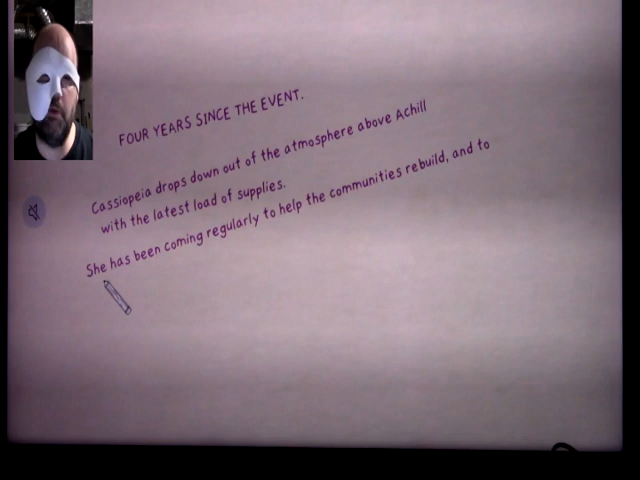 FOUR YEARS SINCE THE EVENT.
Cassiopeia drops down out of the atmosphere above Achill
with the latest load of supplies.
She has been coming regularly to help the communities rebuild, and to